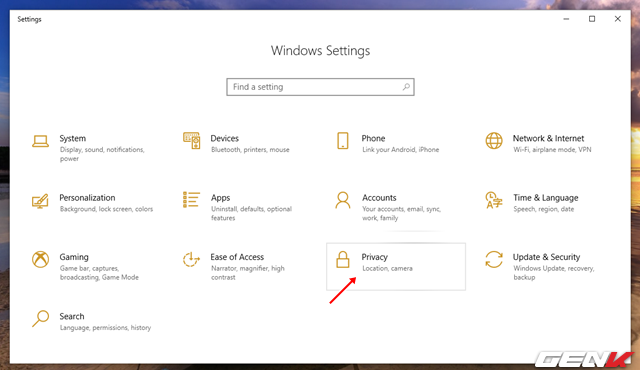 Settings
Windows Settings
Find a setting
System
Display, sound, notifications,
power
Devices
Bluetooth, printers, mouse
Phone
Link your Android, iPhone
Network & Internet
Wi-Fi, airplane mode, VPN
Personalization
Background, lock screen, colors
Apps
Uninstall, defaults, optional
features
Accounts
Your accounts, email, sync,
work, family
Time & Language
Speech, region, date
Gaming
Game bar, captures,
broadcasting, Game Mode
Ease of Access
Narrator, magnifier, high
contrast
Privacy
Location, camera
Update & Security
Windows Update, recovery,
backup
Search
Language, permissions, history
GENK